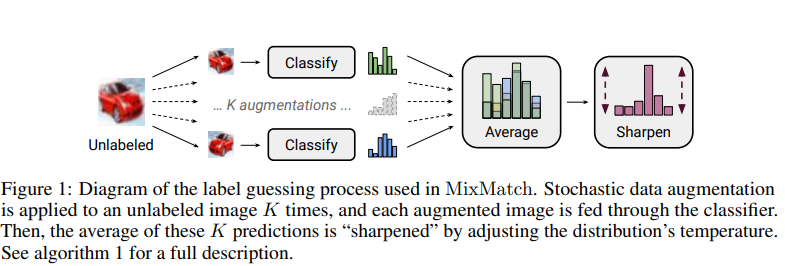 Classify
... K augmentations ...
Unlabeled
Classify
Average
Sharpen
Figure 1: Diagram of the label guessing process used in MixMatch. Stochastic data augmentation
is applied to an unlabeled image K times, and each augmented image is fed through the classifier.
Then, the average of these K predictions is “sharpened” by adjusting the distribution’s temperature.
See algorithm 1 for a full description.